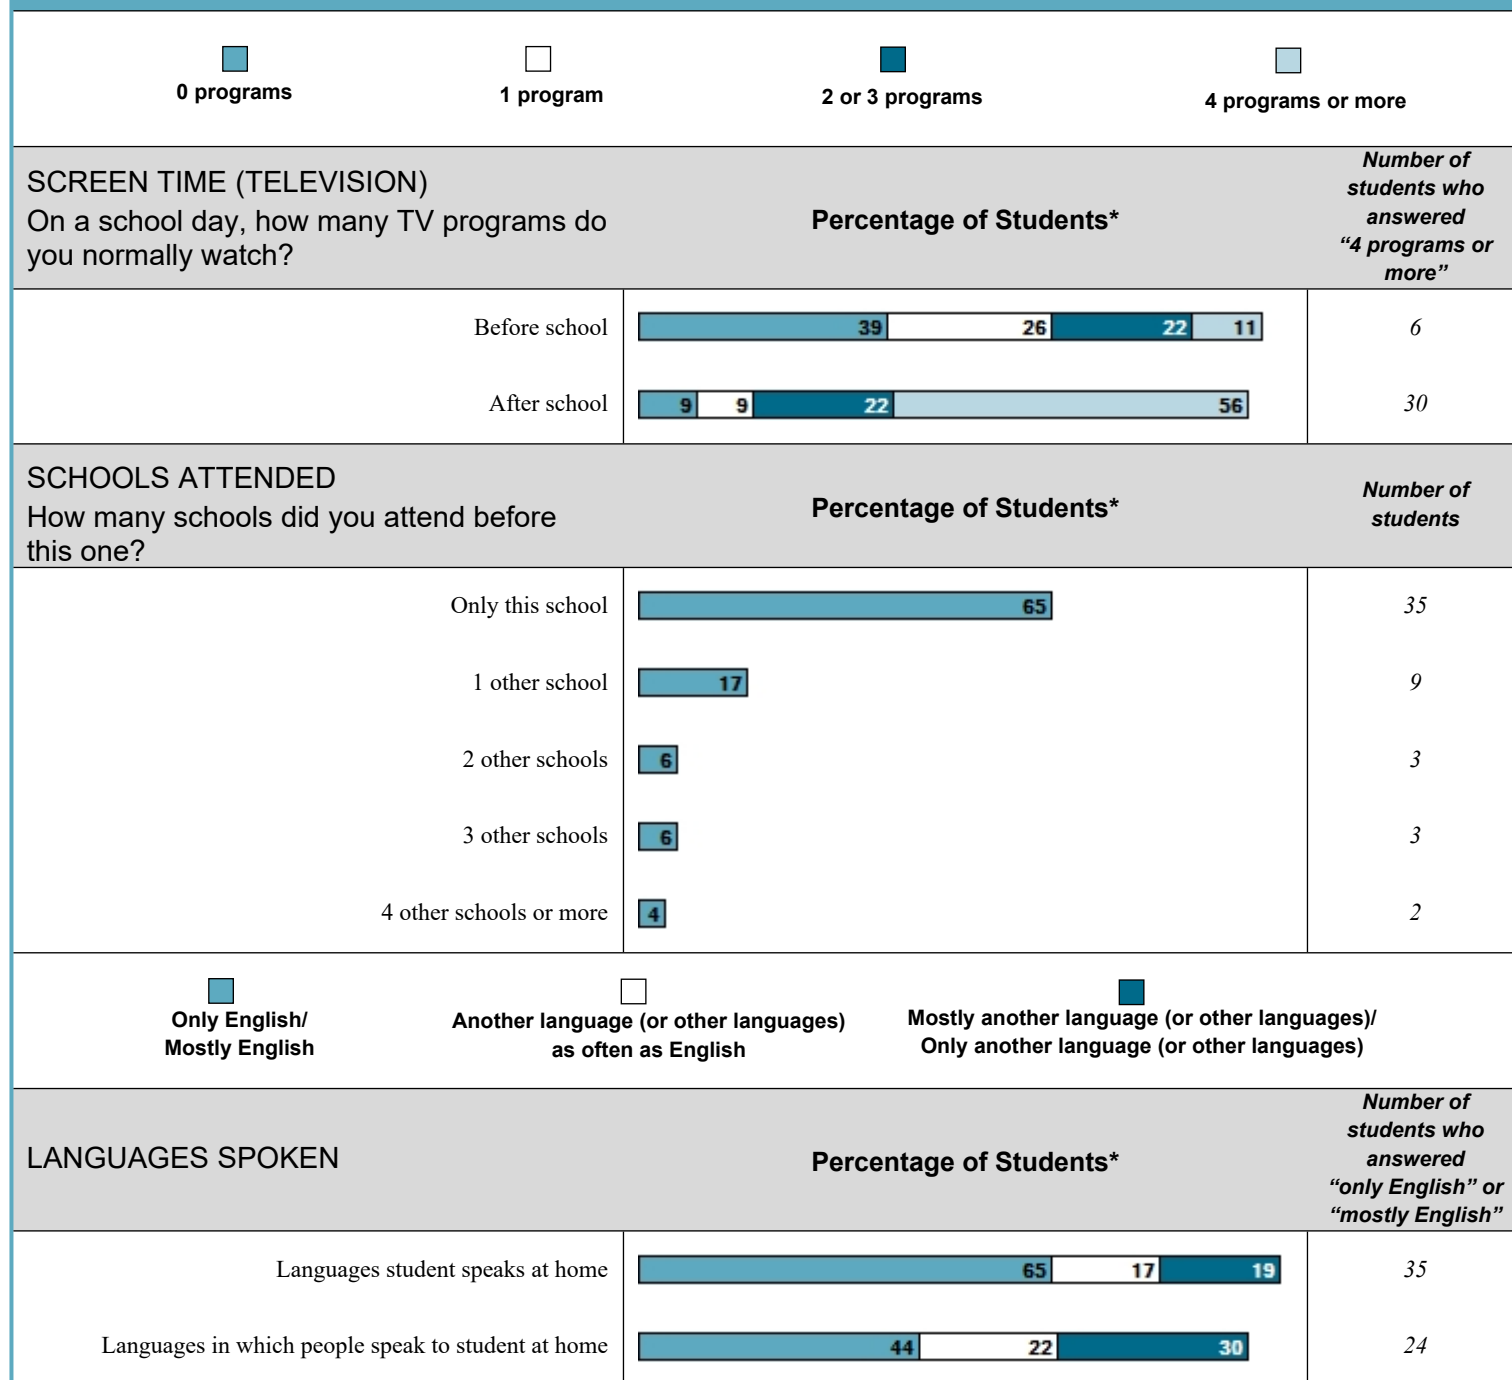 0 programs
1 program
2 or 3 programs
4 programs or more
SCREEN TIME (TELEVISION)
On a school day, how many TV programs do
you normally watch?
Percentage of Students*
Number of
students who
answered
“4 programs or
more”
Before school
39 26 22 11
6
After school
9 9 22 56
30
SCHOOLS ATTENDED
How many schools did you attend before
this one?
Percentage of Students*
Number of
students
Only this school
65
35
1 other school
17
9
2 other schools
6
3
3 other schools
6
3
4 other schools or more
4
2
Only English/
Mostly English
Another language (or other languages)
as often as English
Mostly another language (or other languages)/
Only another language (or other languages)
LANGUAGES SPOKEN
Percentage of Students*
Number of
students who
answered
“only English” or
“mostly English”
Languages student speaks at home
65 17 19
35
Languages in which people speak to student at home
44 22 30
24